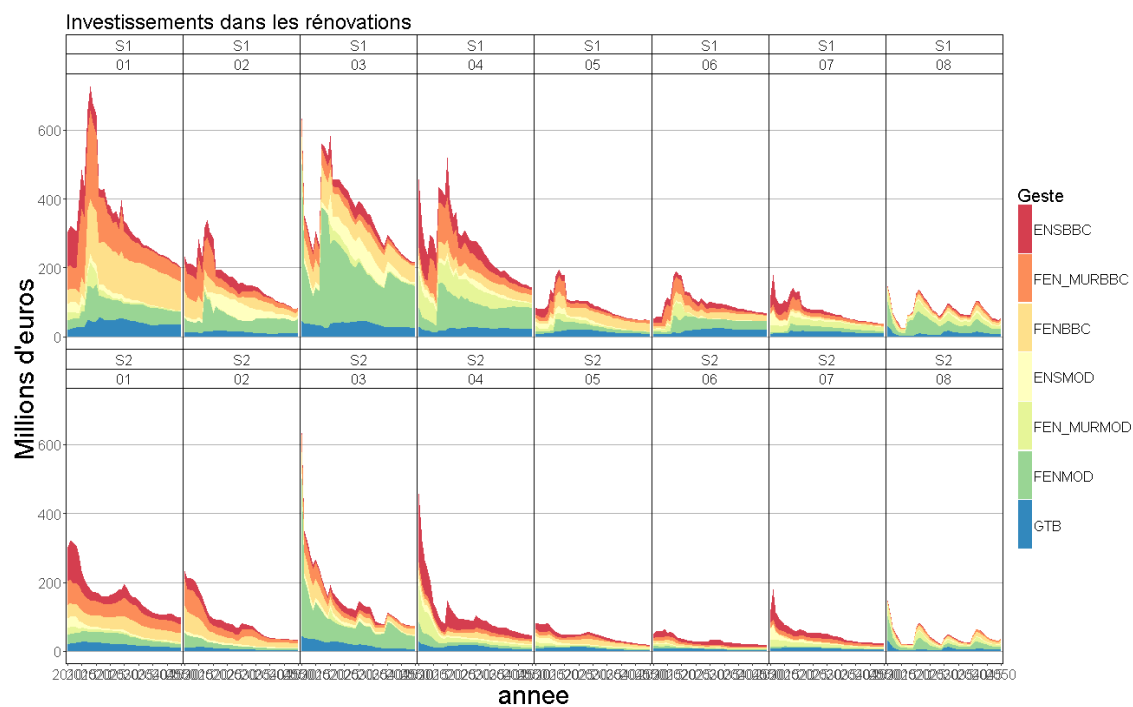 Investissements dans les rénovations
S1 S1 S1 S1 S1 S1 S1 S1
01 02 03 04 05 06 07 08
600
400
200
0
S2 S2 S2 S2 S2 S2 S2 S2
01 02 03 04 05 06 07 08
600
400
200
0
Millions d'euros
annee
Geste
ENSBBC
FEN_MURBBC
FENBBC
ENSMOD
FEN_MURMOD
FENMOD
GTB